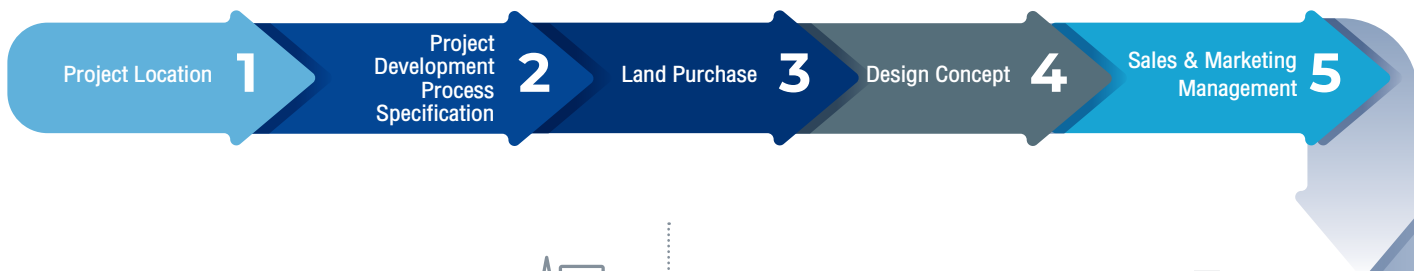 Project Location 1
Project
Development
Process
Specification
2
Land Purchase 3
Design Concept 4
Sales & Marketing
Management
5